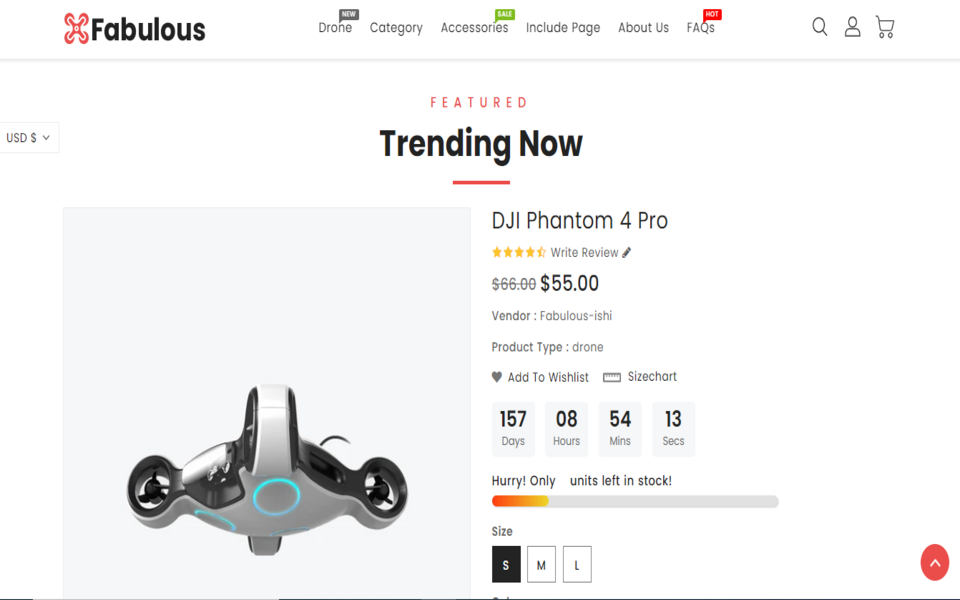 NEW
SALE
HOT
Fabulous
Drone
Category
Accessories
Include Page
About Us
FAQs
USD $
FEATURED
Trending Now
DJI Phantom 4 Pro
Write Review
$66.00 $55.00
Vendor : Fabulous-ishi
Product Type : drone
Add To Wishlist
Sizechart
157
08
54
13
Days
Hours
Mins
Secs
Hurry! Only units left in stock!
Size
S
M
L